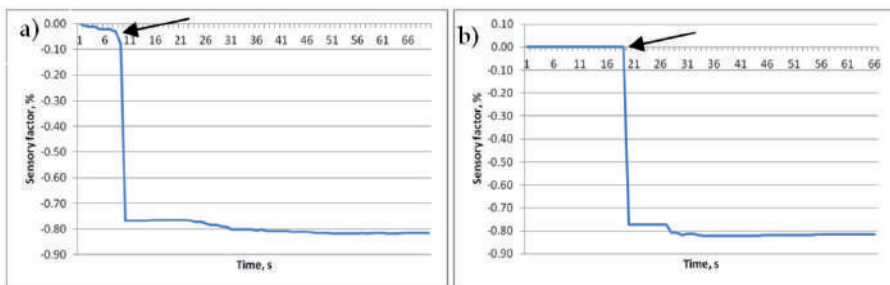 a)
0.00
-0.10
-0.20
-0.30
-0.40
-0.50
-0.60
-0.70
-0.80
-0.90
1 6 11 16 21 26 31 36 41 46 51 56 61 66
Sensory factor, %
Time, s
b)
0.10
0.00
-0.10
-0.20
-0.30
-0.40
-0.50
-0.60
-0.70
-0.80
-0.90
1 6 11 16 21 26 31 36 41 46 51 56 61 66
Sensory factor, %
Time, s